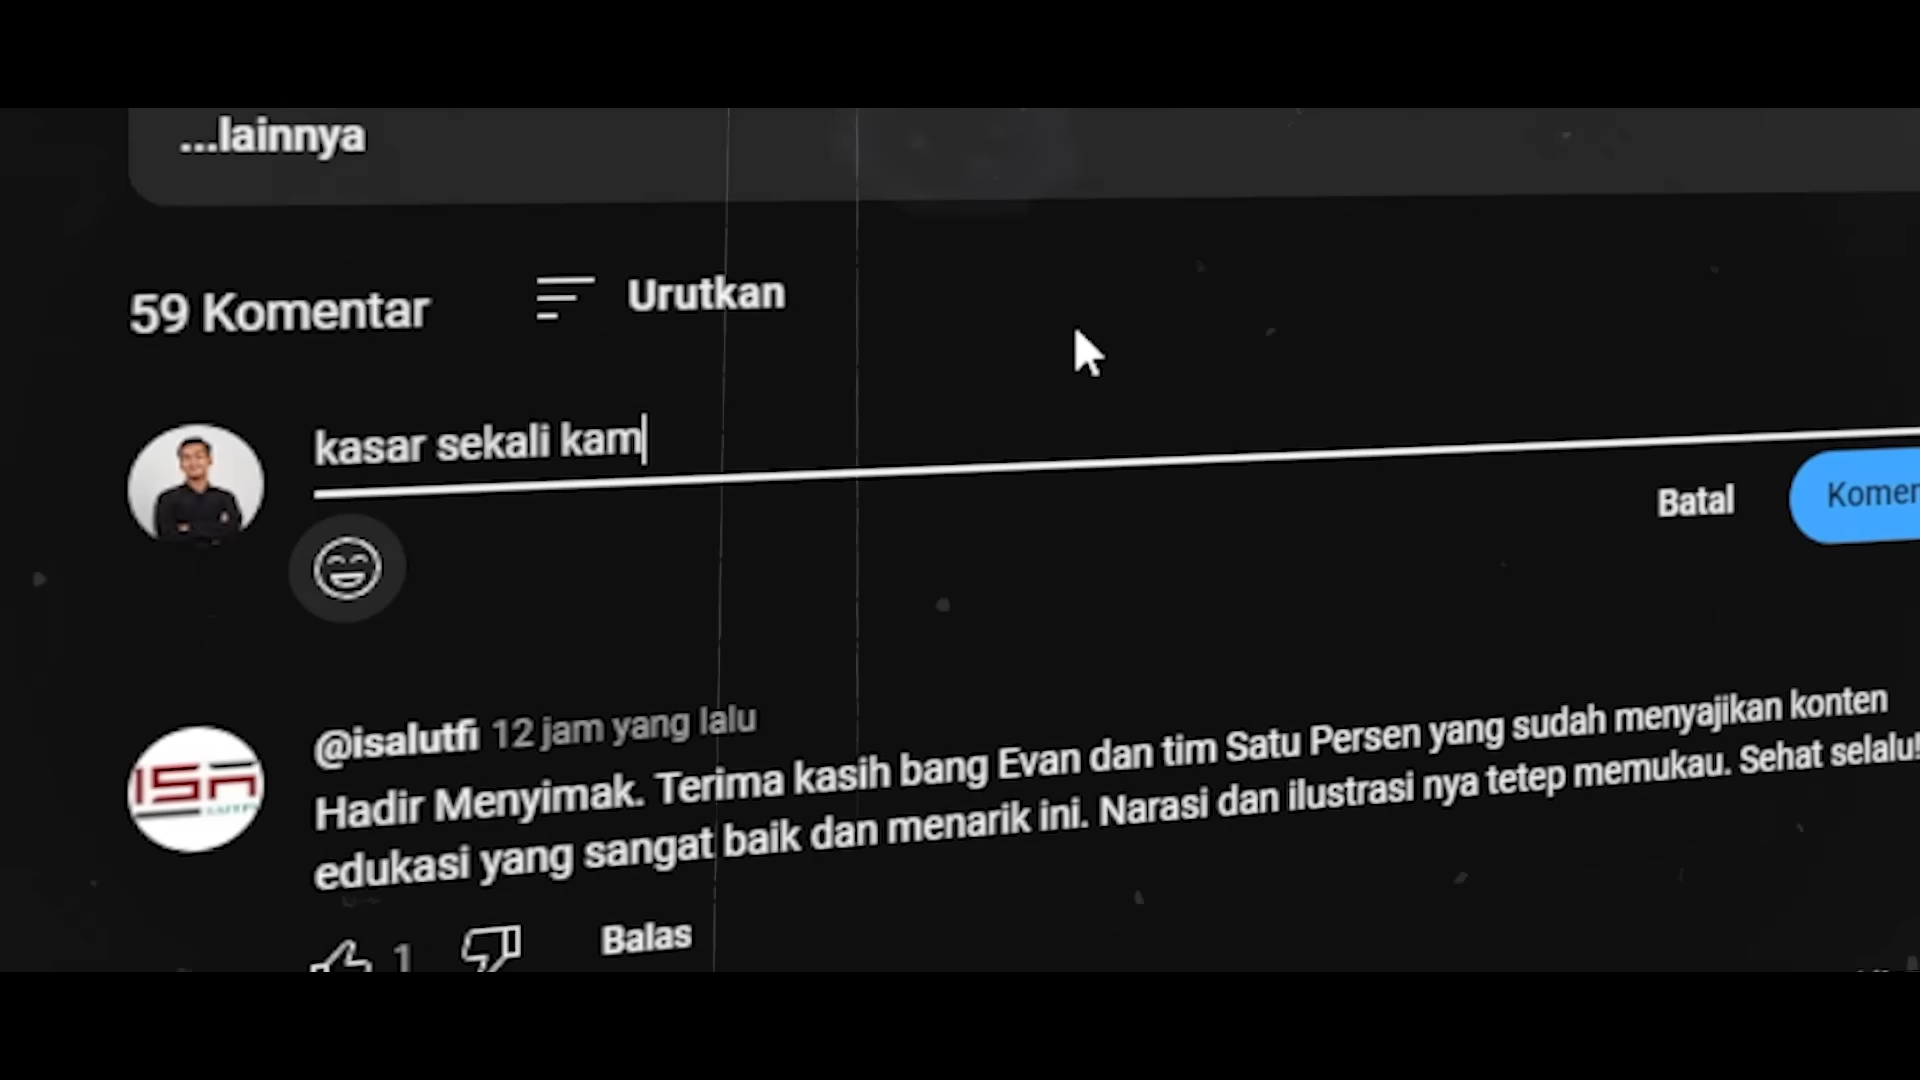 ...lainnya
59 Komentar
Urutkan
kasar sekali kam
Batal
Komen
@isalutfi 12 jam yang lalu
Hadir Menyimak. Terima kasih bang Evan dan tim Satu Persen yang sudah menyajikan konten
edukasi yang sangat baik dan menarik ini. Narasi dan ilustrasi nya tetep memukau. Sehat selalu!
1
Balas
ISA